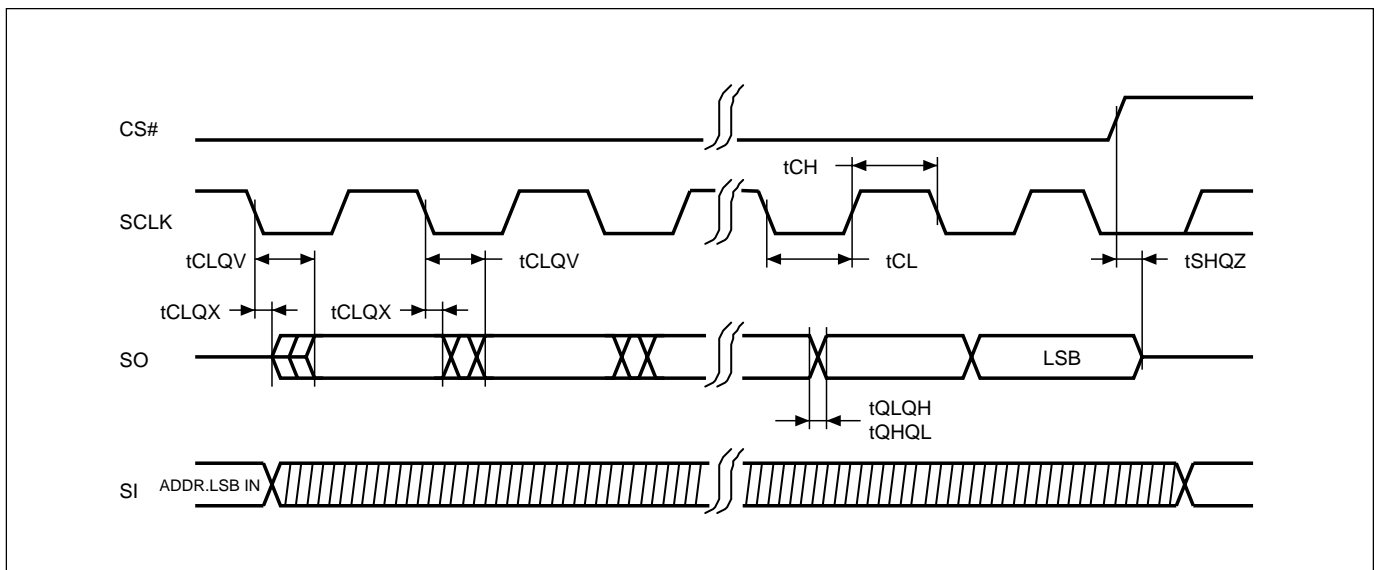 CS#
tCH
SCLK
tCLQV
tCLQV
tCL
tSHQZ
tCLQX
tCLQX
SO
LSB
tQLQH
tQHQL
SI
ADDR.LSB IN